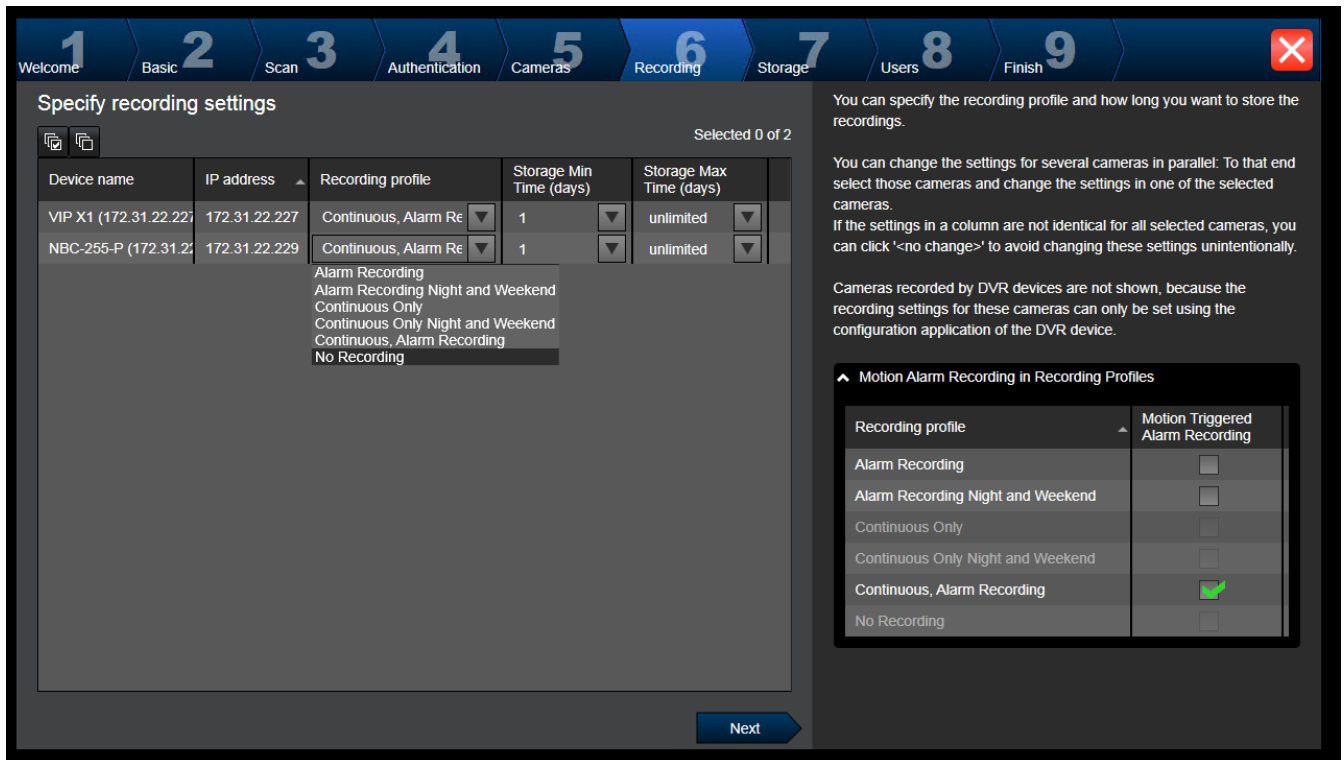 1 Welcome
2 Basic
3 Scan
4 Authentication
5 Cameras
6 Recording
7 Storage
8 Users
9 Finish
Specify recording settings
Selected 0 of 2
Device name IP address Recording profile Storage Min Time (days) Storage Max Time (days)
VIP X1 (172.31.22.227 172.31.22.227 Continuous, Alarm Re 1 unlimited
NBC-255-P (172.31.22 172.31.22.229 Continuous, Alarm Re 1 unlimited
Alarm Recording
Alarm Recording Night and Weekend
Continuous Only
Continuous Only Night and Weekend
Continuous, Alarm Recording
No Recording
Next
You can specify the recording profile and how long you want to store the
recordings.
You can change the settings for several cameras in parallel: To that end
select those cameras and change the settings in one of the selected
cameras.
If the settings in a column are not identical for all selected cameras, you
can click '<no change>' to avoid changing these settings unintentionally.
Cameras recorded by DVR devices are not shown, because the
recording settings for these cameras can only be set using the
configuration application of the DVR device.
Motion Alarm Recording in Recording Profiles
Recording profile Motion Triggered Alarm Recording
Alarm Recording
Alarm Recording Night and Weekend
Continuous Only
Continuous Only Night and Weekend
Continuous, Alarm Recording
No Recording